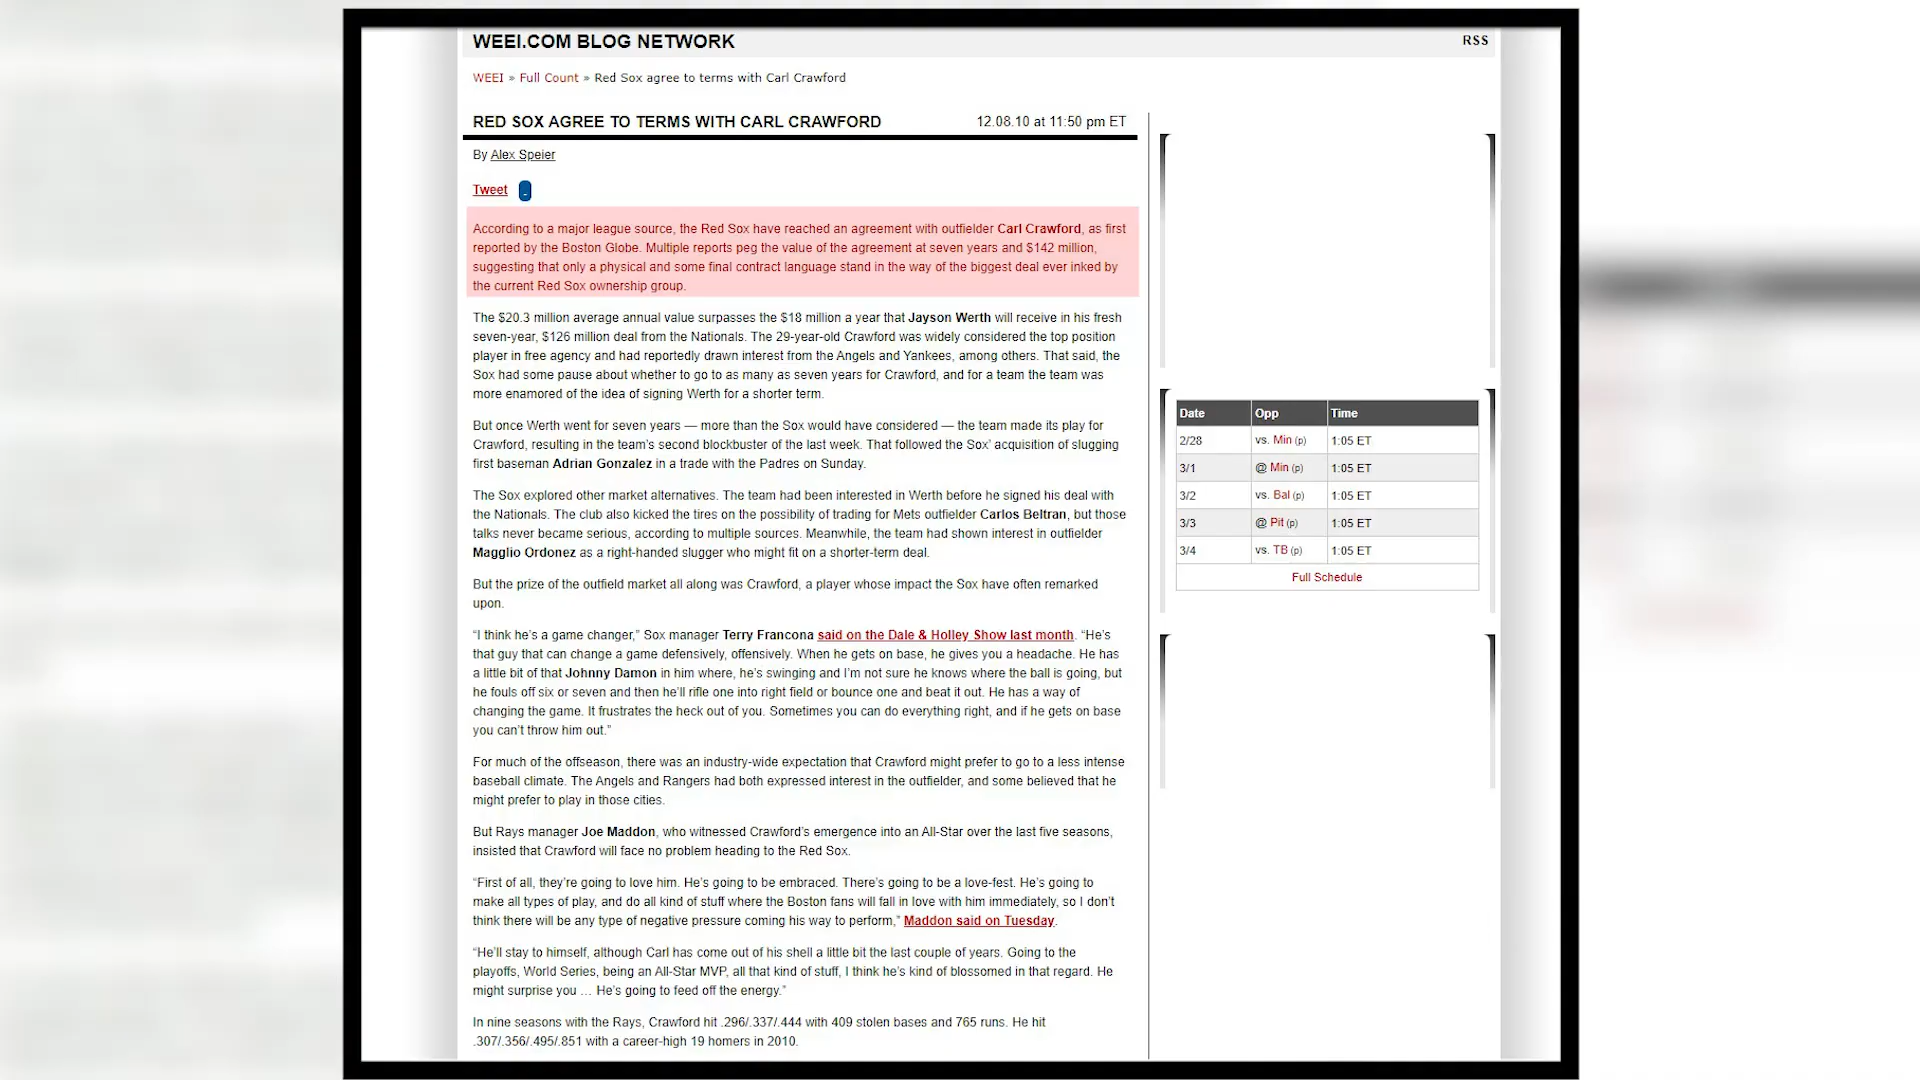 WEEI.COM BLOG NETWORK
RSS
WEEI » Full Count » Red Sox agree to terms with Carl Crawford
RED SOX AGREE TO TERMS WITH CARL CRAWFORD
12.08.10 at 11:50 pm ET
By Alex Speier
Tweet
According to a major league source, the Red Sox have reached an agreement with outfielder Carl Crawford, as first
reported by the Boston Globe. Multiple reports peg the value of the agreement at seven years and $142 million,
suggesting that only a physical and some final contract language stand in the way of the biggest deal ever inked by
the current Red Sox ownership group.
The $20.3 million average annual value surpasses the $18 million a year that Jayson Werth will receive in his fresh
seven-year, $126 million deal from the Nationals. The 29-year-old Crawford was widely considered the top position
player in free agency and had reportedly drawn interest from the Angels and Yankees, among others. That said, the
Sox had some pause about whether to go to as many as seven years for Crawford, and for a team the team was
more enamored of the idea of signing Werth for a shorter term.
But once Werth went for seven years — more than the Sox would have considered — the team made its play for
Crawford, resulting in the team's second blockbuster of the last week. That followed the Sox' acquisition of slugging
first baseman Adrian Gonzalez in a trade with the Padres on Sunday.
The Sox explored other market alternatives. The team had been interested in Werth before he signed his deal with
the Nationals. The club also kicked the tires on the possibility of trading for Mets outfielder Carlos Beltran, but those
talks never became serious, according to multiple sources. Meanwhile, the team had shown interest in outfielder
Magglio Ordonez as a right-handed slugger who might fit on a shorter-term deal.
But the prize of the outfield market all along was Crawford, a player whose impact the Sox have often remarked
upon.
“I think he’s a game changer,” Sox manager Terry Francona said on the Dale & Holley Show last month. “He’s
that guy that can change a game defensively, offensively. When he gets on base, he gives you a headache. He has
a little bit of that Johnny Damon in him where, he’s swinging and I’m not sure he knows where the ball is going, but
he fouls off six or seven and then he’ll rifle one into right field or bounce one and beat it out. He has a way of
changing the game. It frustrates the heck out of you. Sometimes you can do everything right, and if he gets on base
you can’t throw him out.”
For much of the offseason, there was an industry-wide expectation that Crawford might prefer to go to a less intense
baseball climate. The Angels and Rangers had both expressed interest in the outfielder, and some believed that he
might prefer to play in those cities.
But Rays manager Joe Maddon, who witnessed Crawford’s emergence into an All-Star over the last five seasons,
insisted that Crawford will face no problem heading to the Red Sox.
“First of all, they’re going to love him. He’s going to be embraced. There’s going to be a love-fest. He’s going to
make all types of play, and do all kind of stuff where the Boston fans will fall in love with him immediately, so I don’t
think there will be any type of negative pressure coming his way to perform,” Maddon said on Tuesday.
“He’ll stay to himself, although Carl has come out of his shell a little bit the last couple of years. Going to the
playoffs, World Series, being an All-Star MVP, all that kind of stuff, I think he’s kind of blossomed in that regard. He
might surprise you … He’s going to feed off the energy.”
In nine seasons with the Rays, Crawford hit .296/.337/.444 with 409 stolen bases and 765 runs. He hit
.307/.356/.495/.851 with a career-high 19 homers in 2010.
Date Opp Time
2/28 vs. Min (p) 1:05 ET
3/1 @ Min (p) 1:05 ET
3/2 vs. Bal (p) 1:05 ET
3/3 @ Pit (p) 1:05 ET
3/4 vs. TB (p) 1:05 ET
Full Schedule